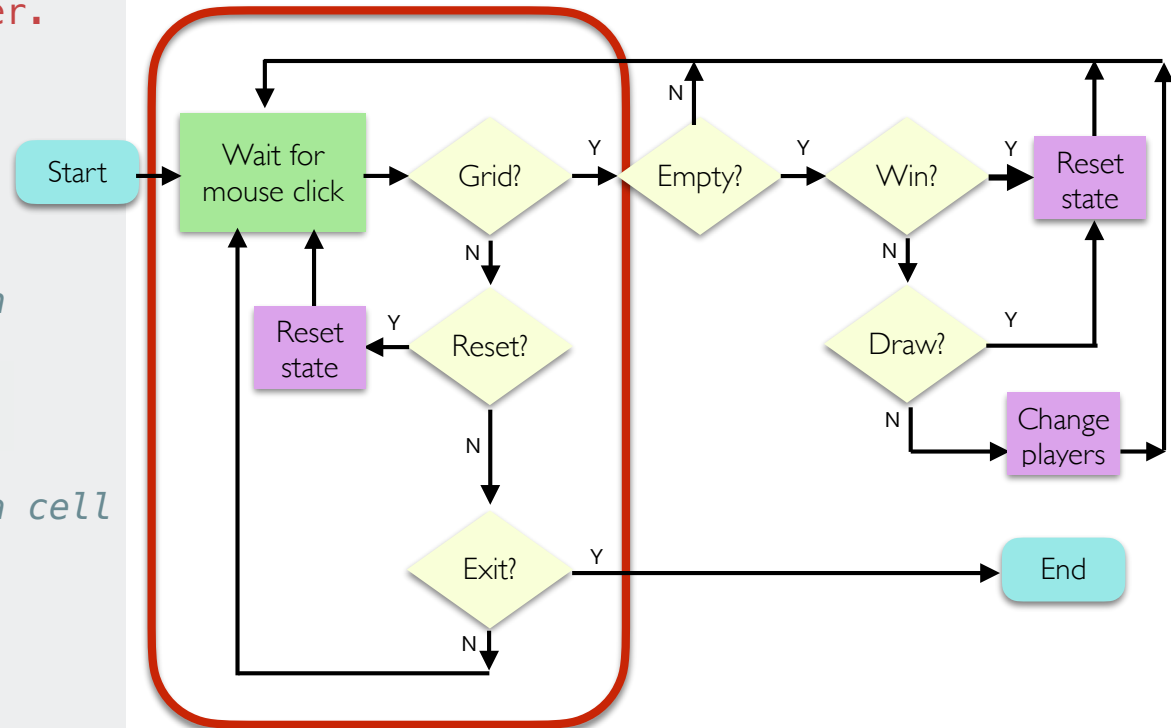 er.
n
n cell
Start
Wait for
mouse click
Grid?
Y
Empty?
N
Y
Win?
Y
Reset
state
N
N
Reset
state
Y
Reset?
Draw?
Y
N
N
Change
players
Exit?
Y
End
N